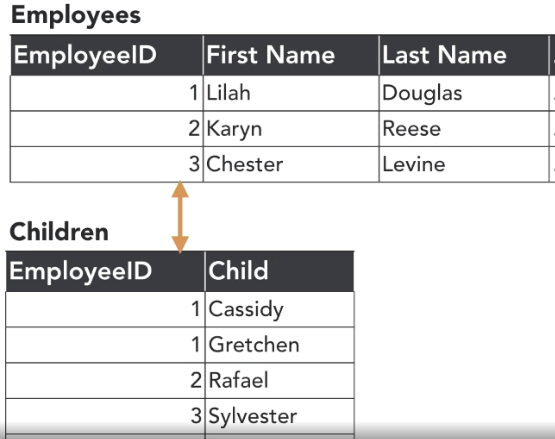 Employees
EmployeeID First Name Last Name
1 Lilah Douglas
2 Karyn Reese
3 Chester Levine
Children
EmployeeID Child
1 Cassidy
1 Gretchen
2 Rafael
3 Sylvester